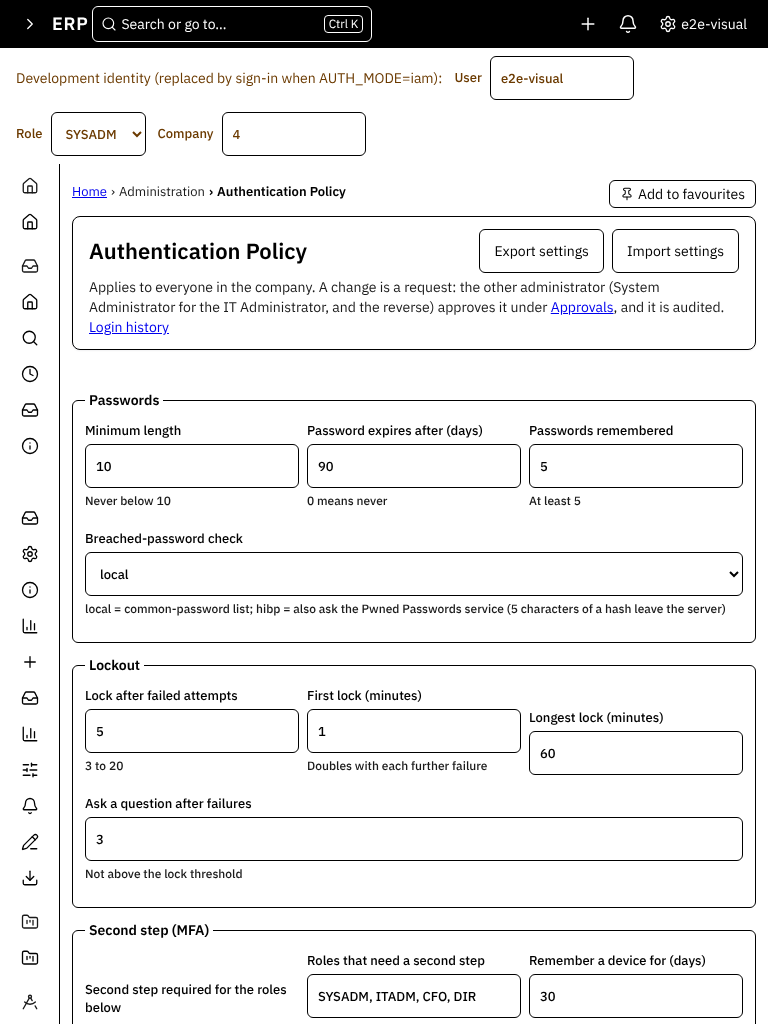 ERP
Search or go to...
Ctrl K
e2e-visual
Development identity (replaced by sign-in when AUTH_MODE=iam):
User
e2e-visual
Role
SYSADM
Company
4
Home › Administration › Authentication Policy
Add to favourites
Authentication Policy
Export settings
Import settings
Applies to everyone in the company. A change is a request: the other administrator (System
Administrator for the IT Administrator, and the reverse) approves it under Approvals, and it is audited.
Login history
Passwords
Minimum length
Password expires after (days)
Passwords remembered
10
90
5
Never below 10
0 means never
At least 5
Breached-password check
local
local = common-password list; hibp = also ask the Pwned Passwords service (5 characters of a hash leave the server)
Lockout
Lock after failed attempts
First lock (minutes)
Longest lock (minutes)
5
1
60
3 to 20
Doubles with each further failure
Ask a question after failures
3
Not above the lock threshold
Second step (MFA)
Roles that need a second step
Remember a device for (days)
Second step required for the roles
below
SYSADM, ITADM, CFO, DIR
30